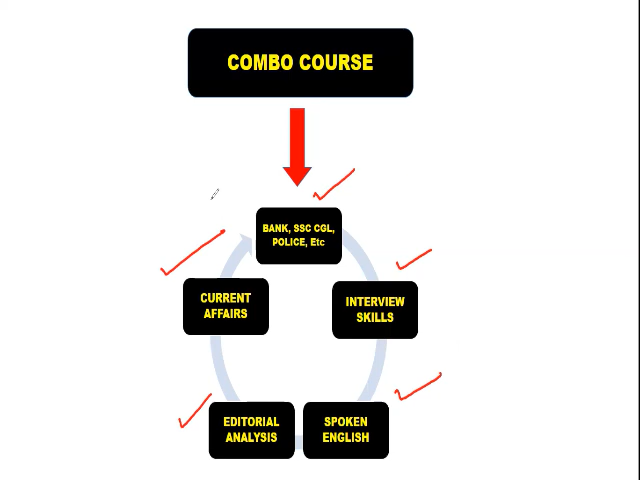 COMBO COURSE
BANK, SSC CGL,
POLICE, Etc
INTERVIEW
SKILLS
SPOKEN
ENGLISH
EDITORIAL
ANALYSIS
CURRENT
AFFAIRS